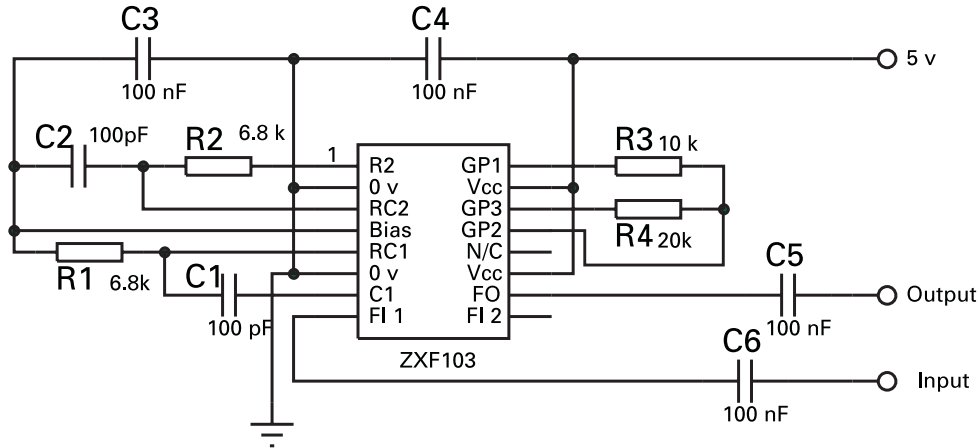 C3
100 nF
C4
100 nF
5 v
C2
100pF
R2
6.8 k
1
R2
0 v
RC2
Bias
RC1
0 v
C1
FI 1
GP1
Vcc
GP3
GP2
N/C
Vcc
FO
FI 2
ZXF103
R3 10 k
R4 20k
R1 6.8k
C1
100 pF
C5
100 nF
Output
C6
100 nF
Input